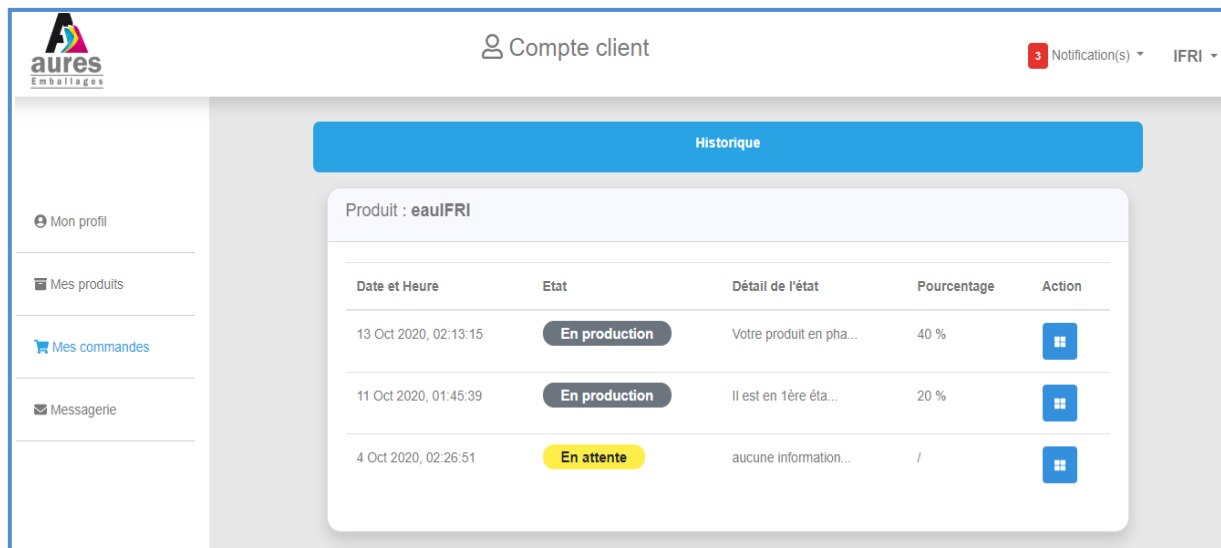 aures
Emballages
Compte client
3 Notification(s)
IFRI
Historique
Mon profil
Mes produits
Mes commandes
Messagerie
Produit : eauIFRI
Date et Heure Etat Détail de l'état Pourcentage Action
13 Oct 2020, 02:13:15 En production Votre produit en pha... 40 %
11 Oct 2020, 01:45:39 En production Il est en 1ère éta... 20 %
4 Oct 2020, 02:26:51 En attente aucune information... /